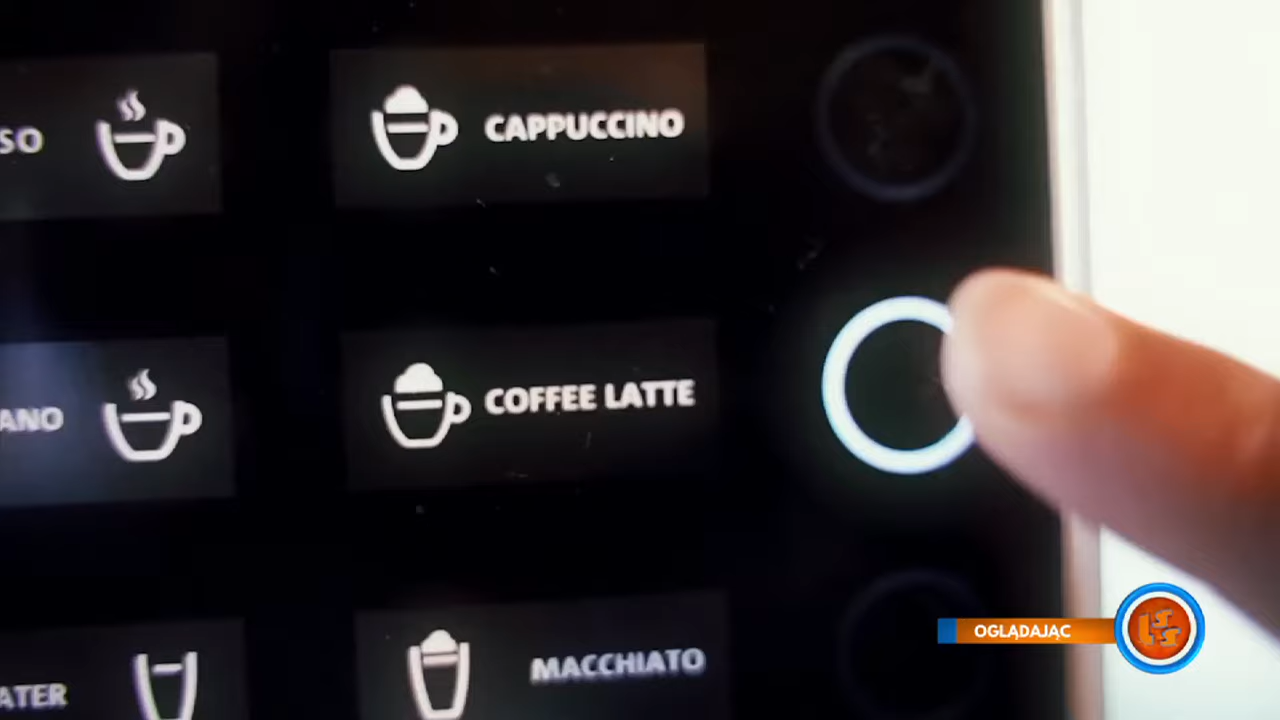 SO
CAPPUCCINO
ANO
COFFEE LATTE
ATER
MACCHIATO
OGLĄDAJĄC